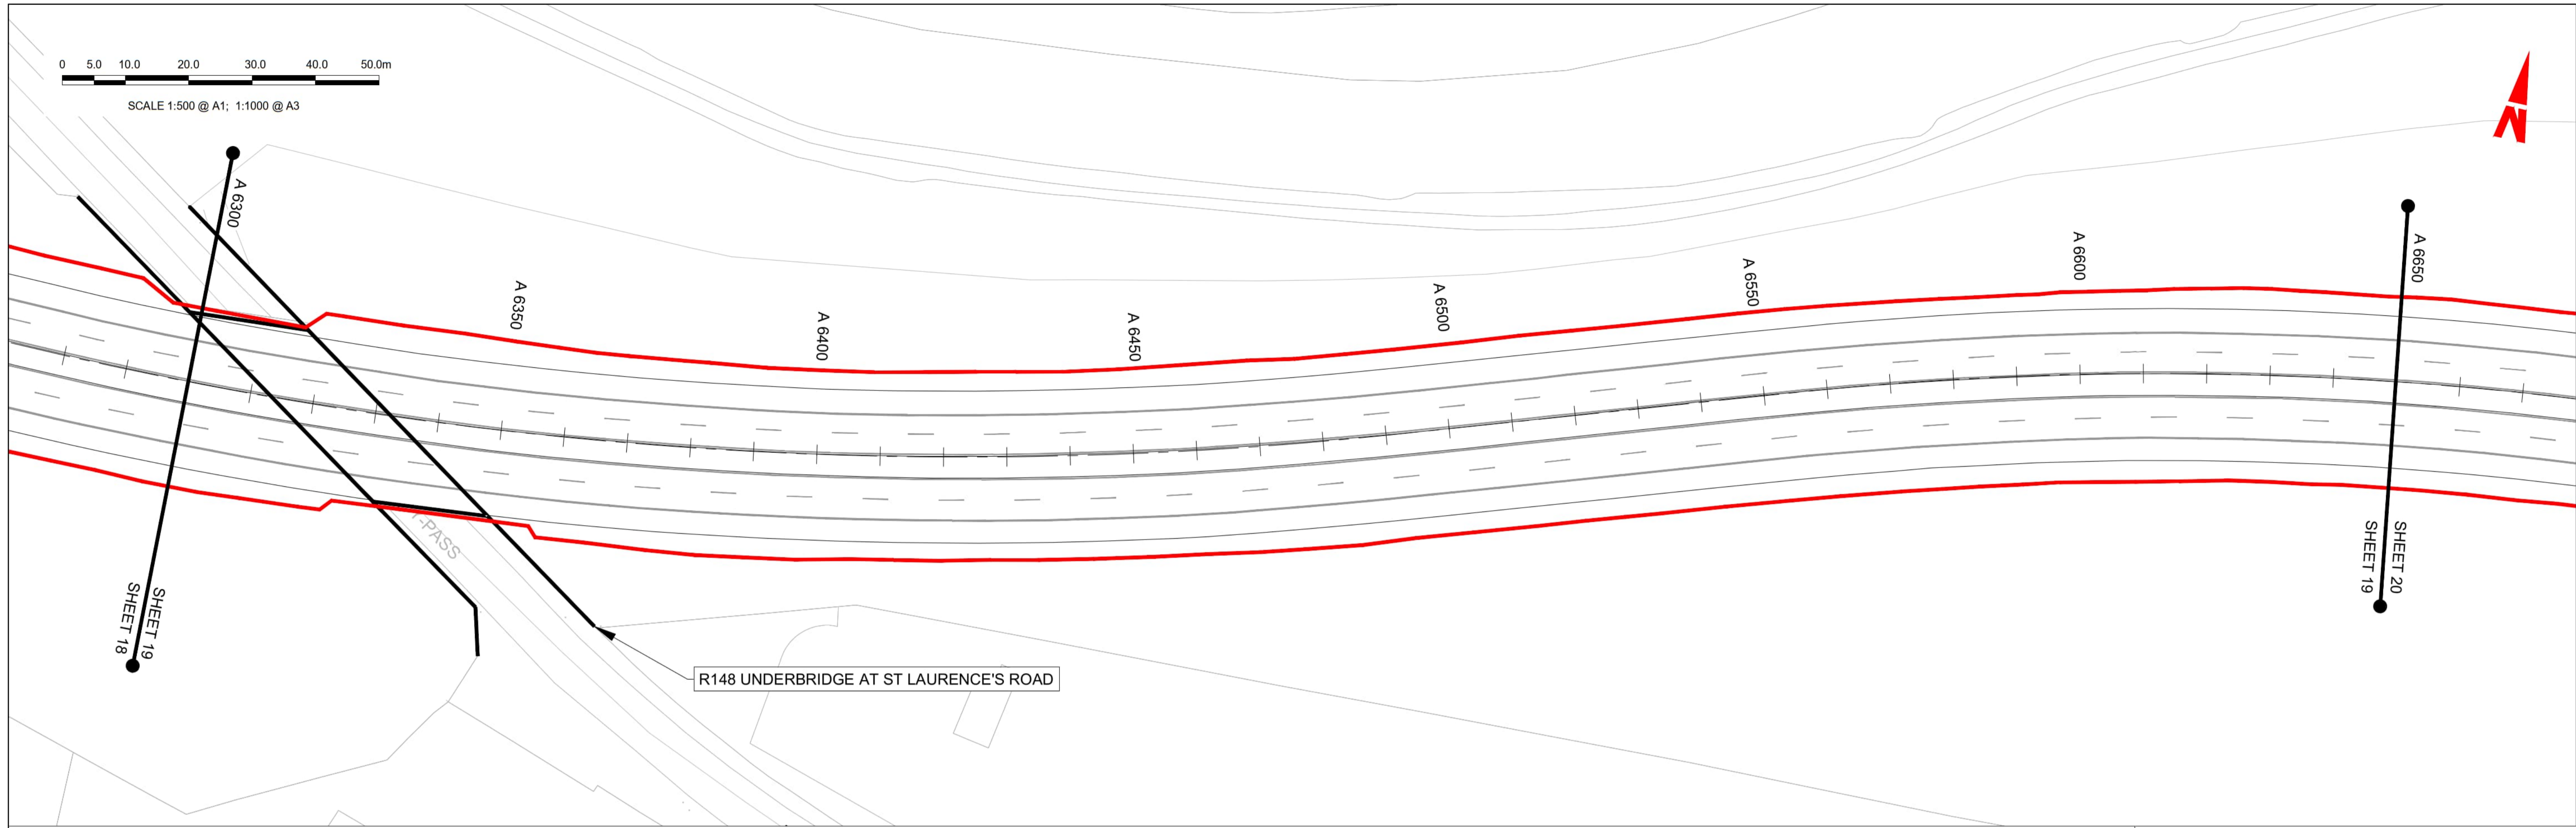 0 5.0 10.0 20.0 30.0 40.0 50.0m
SCALE 1:500 @ A1; 1:1000 @ A3
N
A 6300
A 6350
A 6400
A 6450
A 6500
A 6550
A 6600
A 6650
SHEET 18
SHEET 19
-PASS
R148 UNDERBRIDGE AT ST LAURENCE'S ROAD
SHEET 19
SHEET 20